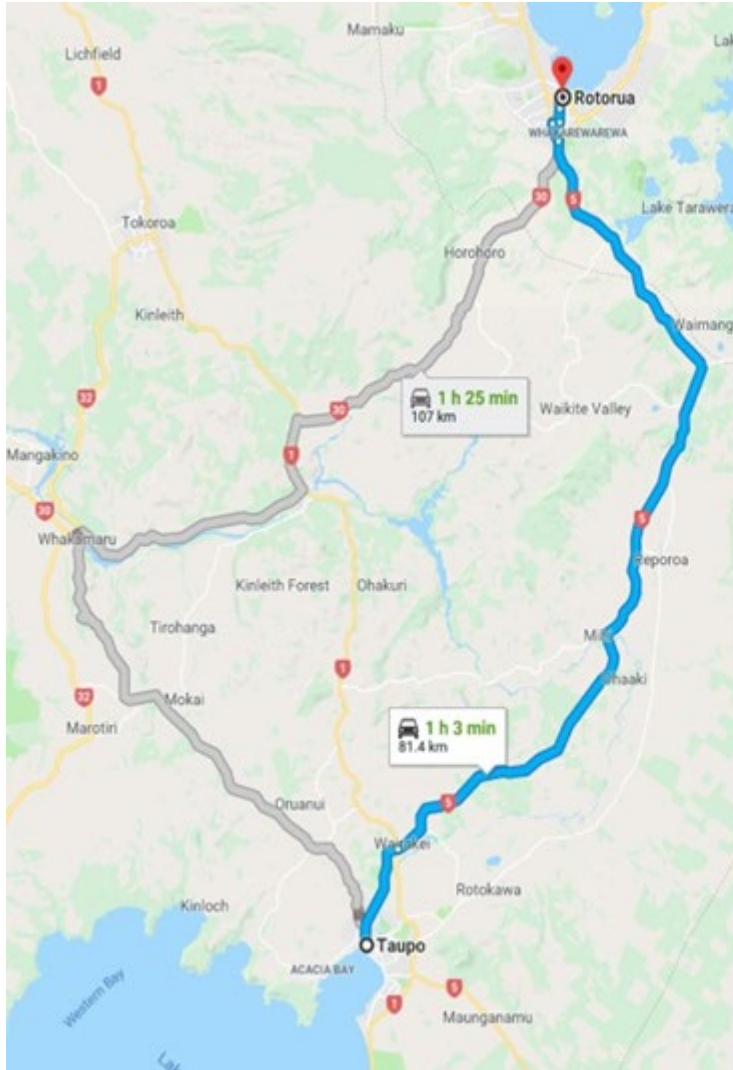 Mamaku
Lichfield
1
Rotorua
WHAKAREWAREWA
30
5
Lake Tarawera
Tokoroa
Horohoro
Kinleith
Waimang
32
1 h 25 min
107 km
30
Waikite Valley
1
Mangakino
30
5
Whakamaru
Reporoa
Kinleith Forest
Ohakuri
Tirohanga
1
32
Mokai
Marotiri
1 h 3 min
81.4 km
Oruanui
5
Wairakei
Rotokawa
Kinloch
Taupo
ACACIA BAY
Western Bay
5
1
Maunganamu